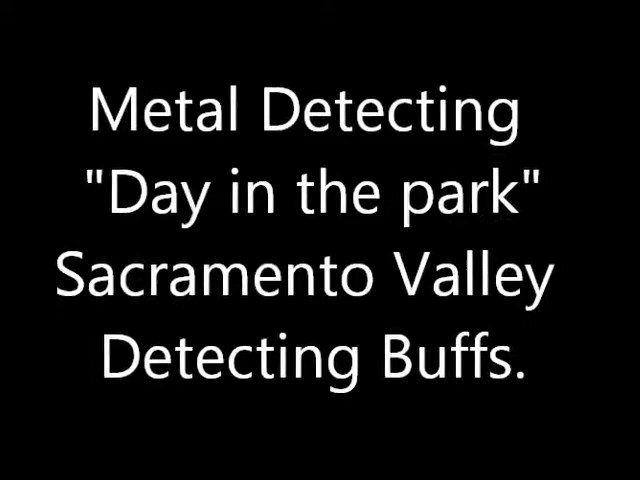 Metal Detecting
"Day in the park"
Sacramento Valley
Detecting Buffs.